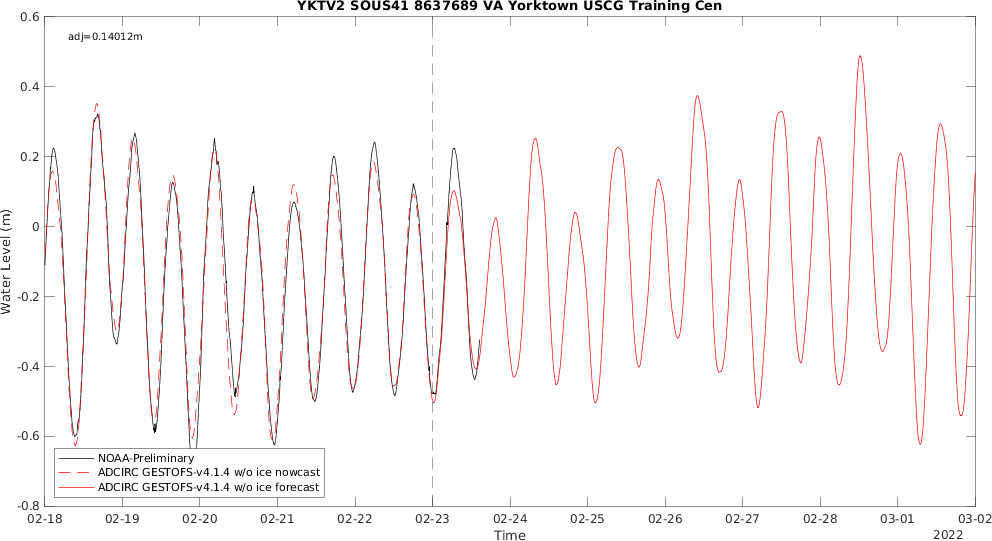 YKTV2 SOUS41 8637689 VA Yorktown USCG Training Cen
adj=0.14012m
Water Level (m)
0.6
0.4
0.2
0
-0.2
-0.4
-0.6
-0.8
NOAA-Preliminary
ADCIRC GESTOFS-v4.1.4 w/o ice nowcast
ADCIRC GESTOFS-v4.1.4 w/o ice forecast
02-18 02-19 02-20 02-21 02-22 02-23 02-24 02-25 02-26 02-27 02-28 03-01 03-02
Time
2022